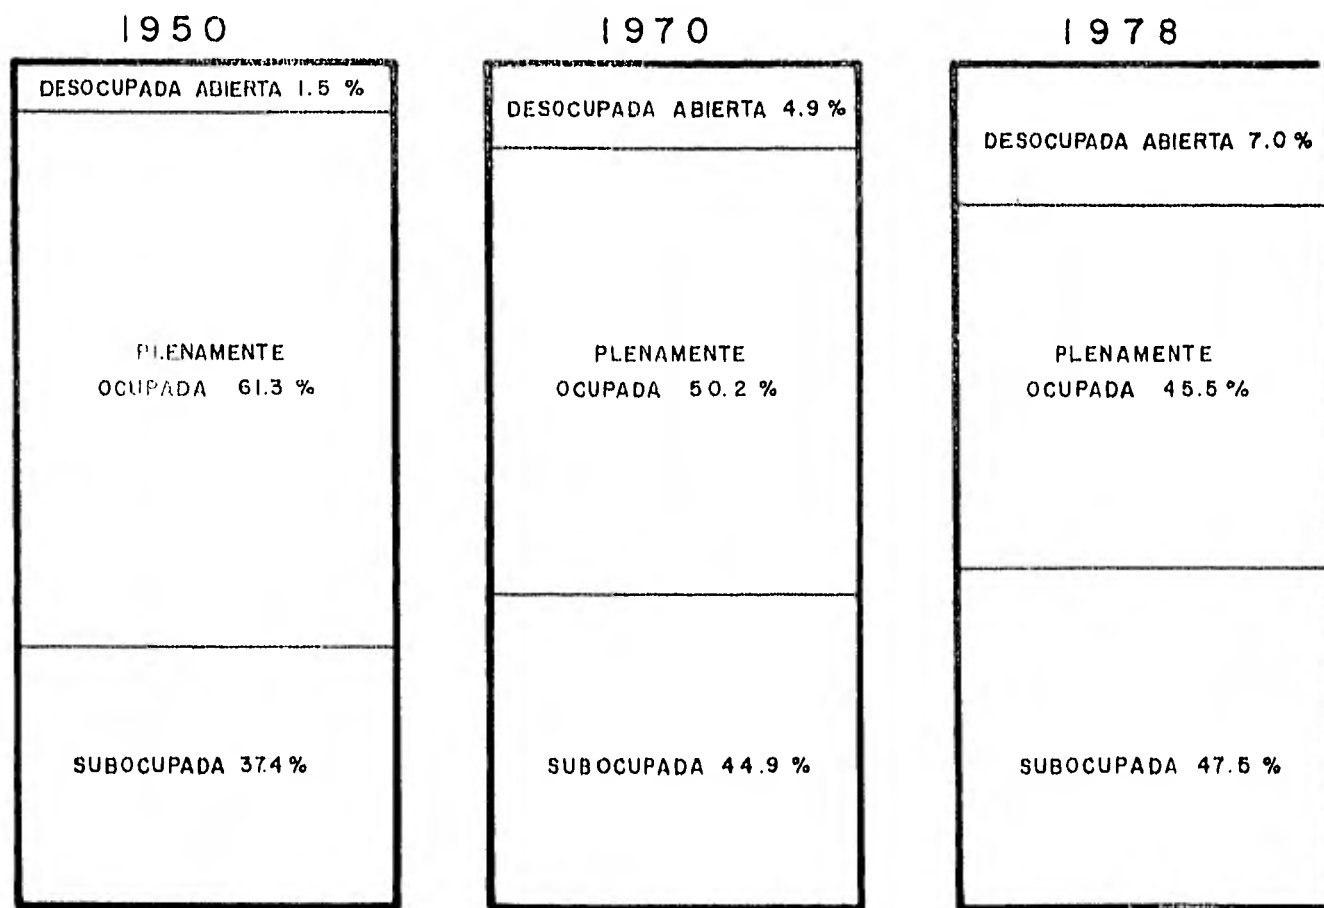 1950
DESOCUPADA ABIERTA 1.5 %
PLENAMENTE
OCUPADA 61.3 %
SUBOCUPADA 37.4 %
1970
DESOCUPADA ABIERTA 4.9 %
PLENAMENTE
OCUPADA 50.2 %
SUBOCUPADA 44.9 %
1978
DESOCUPADA ABIERTA 7.0 %
PLENAMENTE
OCUPADA 45.5 %
SUBOCUPADA 47.5 %